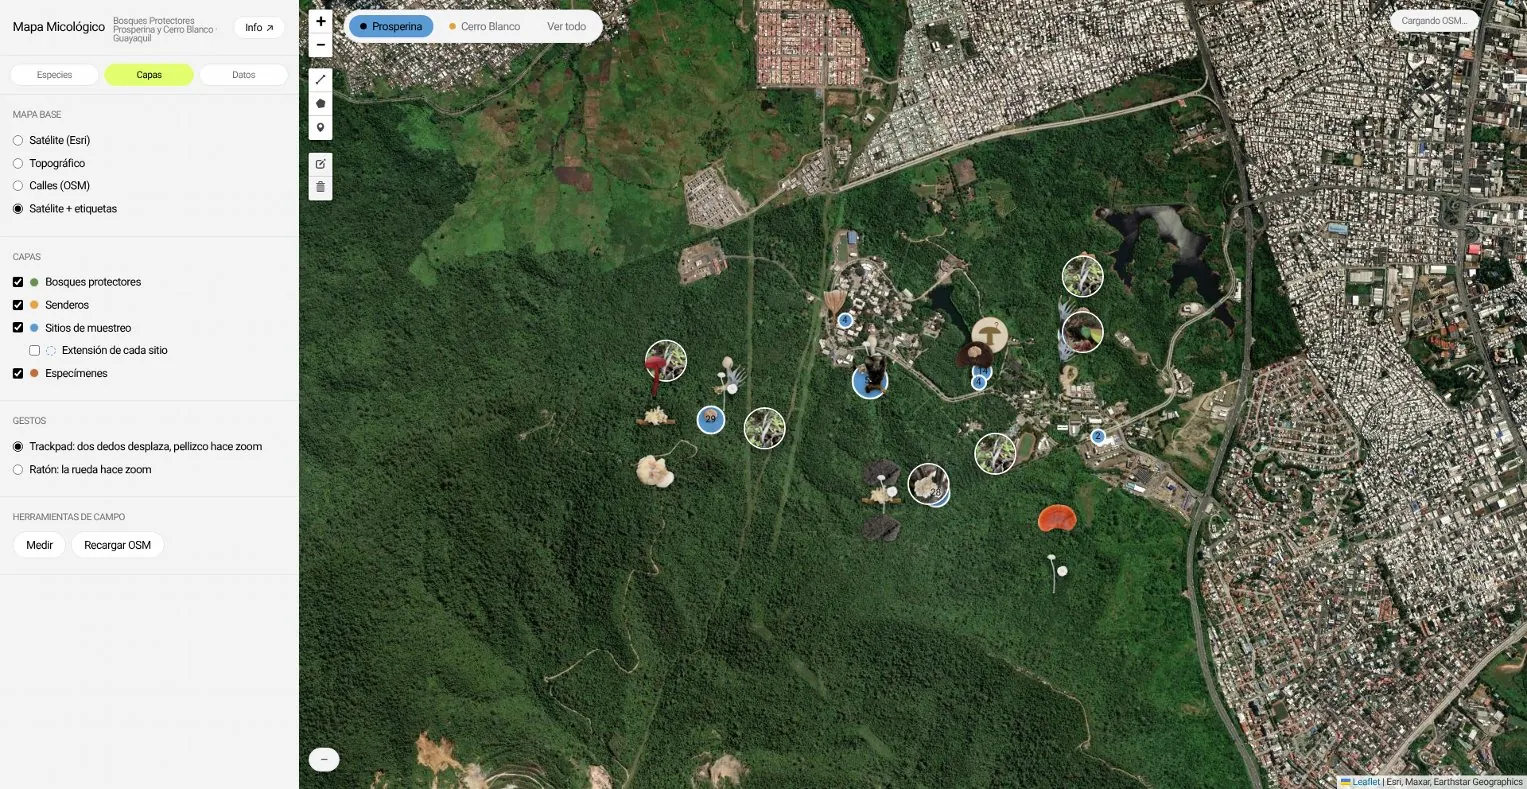 Mapa Micológico
Bosques Protectores
Prosperina y Cerro Blanco ·
Guayaquil
Info ↗
Especies
Capas
Datos
MAPA BASE
Satélite (Esri)
Topográfico
Calles (OSM)
Satélite + etiquetas
CAPAS
Bosques protectores
Senderos
Sitios de muestreo
Extensión de cada sitio
Especímenes
GESTOS
Trackpad: dos dedos desplaza, pellizco hace zoom
Ratón: la rueda hace zoom
HERRAMIENTAS DE CAMPO
Medir
Recargar OSM
+
−
Prosperina
Cerro Blanco
Ver todo
Cargando OSM...
4
?
14
4
29
2
28
−
Leaflet | Esri, Maxar, Earthstar Geographics